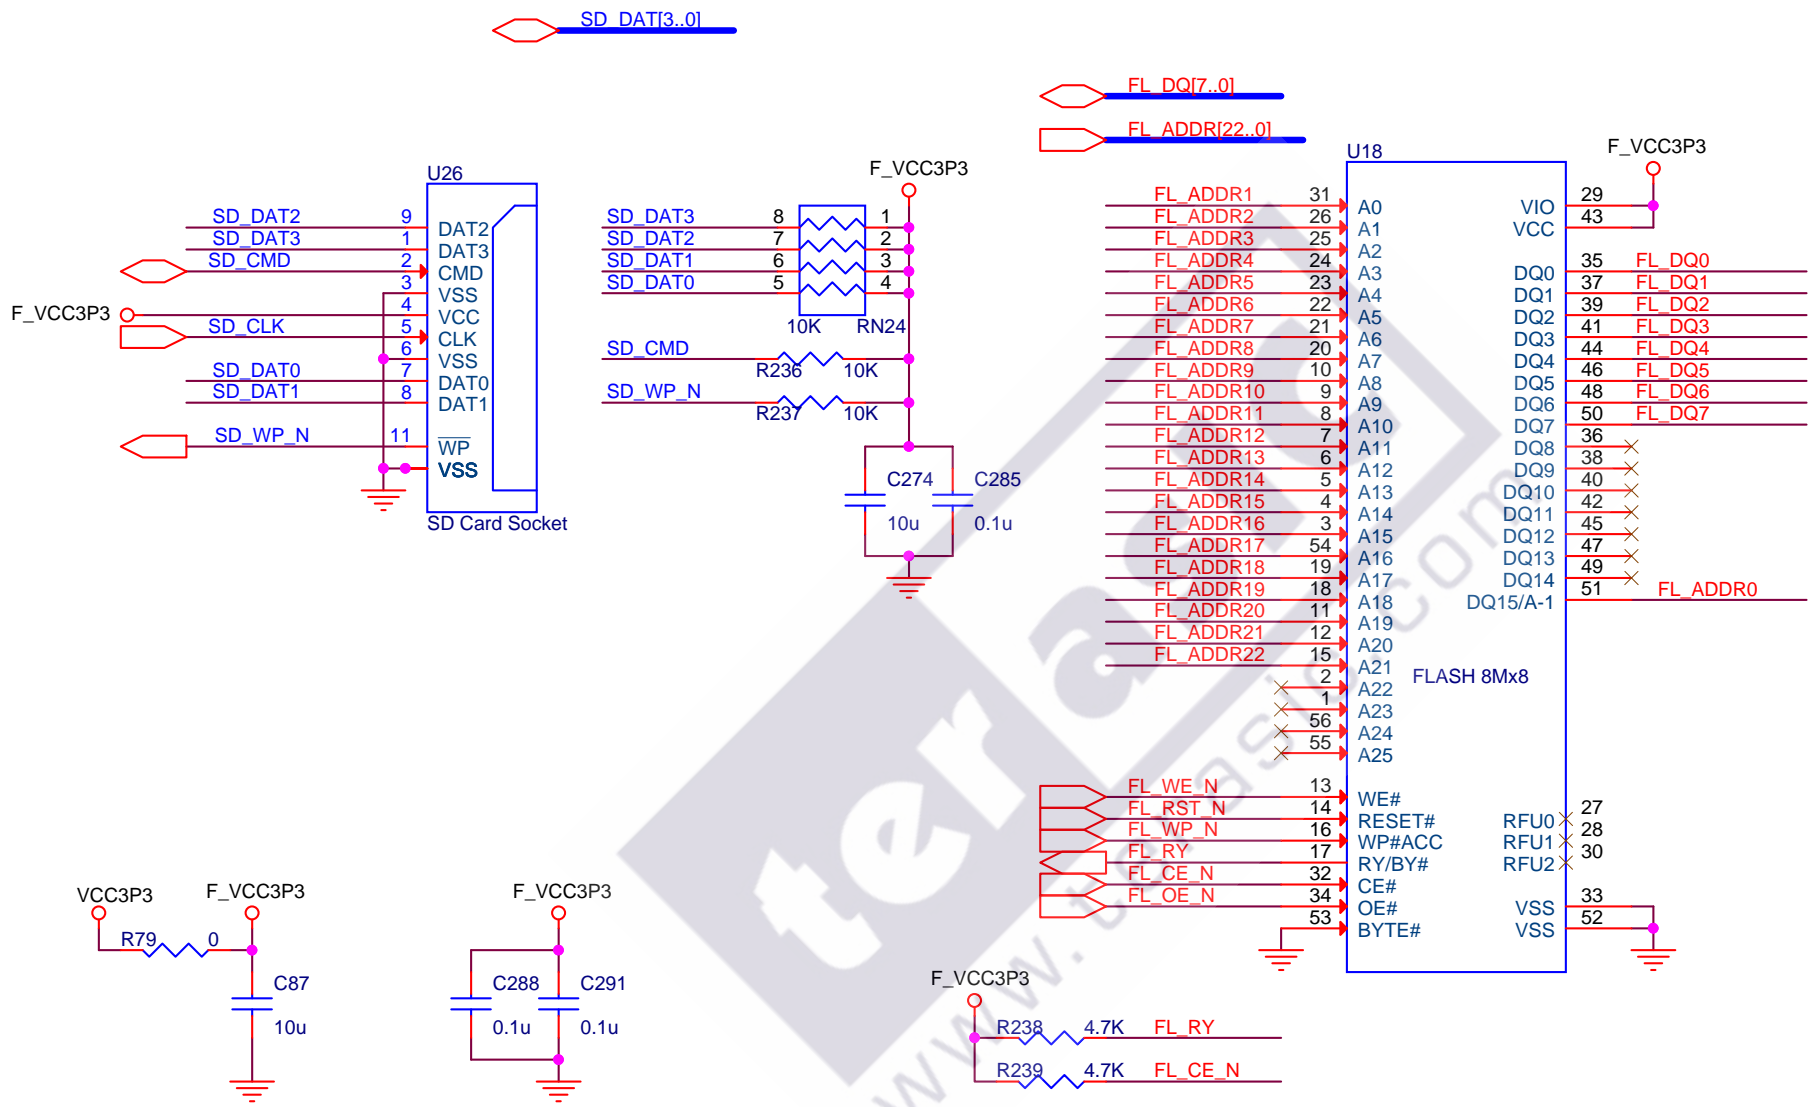 SD_DAT[3..0]
FL_DQ[7..0]
FL_ADDR[22..0]
U26
SD_DAT2 9 DAT2
SD_DAT3 1 DAT3
SD_CMD 2 CMD
3 VSS
F_VCC3P3 4 VCC
SD_CLK 5 CLK
6 VSS
SD_DAT0 7 DAT0
SD_DAT1 8 DAT1
SD_WP_N 11 WP
VSS
SD Card Socket
F_VCC3P3
SD_DAT3 8 1
SD_DAT2 7 2
SD_DAT1 6 3
SD_DAT0 5 4
10K RN24
SD_CMD R236 10K
SD_WP_N R237 10K
C274 C285
10u 0.1u
U18
F_VCC3P3
FL_ADDR1 31 A0
FL_ADDR2 26 A1
FL_ADDR3 25 A2
FL_ADDR4 24 A3
FL_ADDR5 23 A4
FL_ADDR6 22 A5
FL_ADDR7 21 A6
FL_ADDR8 20 A7
FL_ADDR9 10 A8
FL_ADDR10 9 A9
FL_ADDR11 8 A10
FL_ADDR12 7 A11
FL_ADDR13 6 A12
FL_ADDR14 5 A13
FL_ADDR15 4 A14
FL_ADDR16 3 A15
FL_ADDR17 54 A16
FL_ADDR18 19 A17
FL_ADDR19 18 A18
FL_ADDR20 11 A19
FL_ADDR21 12 A20
FL_ADDR22 15 A21
2 A22
1 A23
56 A24
55 A25
FL_WE_N 13 WE#
FL_RST_N 14 RESET#
FL_WP_N 16 WP#ACC
FL_RY 17 RY/BY#
FL_CE_N 32 CE#
FL_OE_N 34 OE#
53 BYTE#
FLASH 8Mx8
VIO 29
VCC 43
DQ0 35 FL_DQ0
DQ1 37 FL_DQ1
DQ2 39 FL_DQ2
DQ3 41 FL_DQ3
DQ4 44 FL_DQ4
DQ5 46 FL_DQ5
DQ6 48 FL_DQ6
DQ7 50 FL_DQ7
DQ8 36
DQ9 38
DQ10 40
DQ11 42
DQ12 45
DQ13 47
DQ14 49
DQ15/A-1 51 FL_ADDR0
RFU0 27
RFU1 28
RFU2 30
VSS 33
VSS 52
VCC3P3 F_VCC3P3
R79 0
C87
10u
F_VCC3P3
C288 C291
0.1u 0.1u
F_VCC3P3
R238 4.7K FL_RY
R239 4.7K FL_CE_N
terasic
www.terasic.com